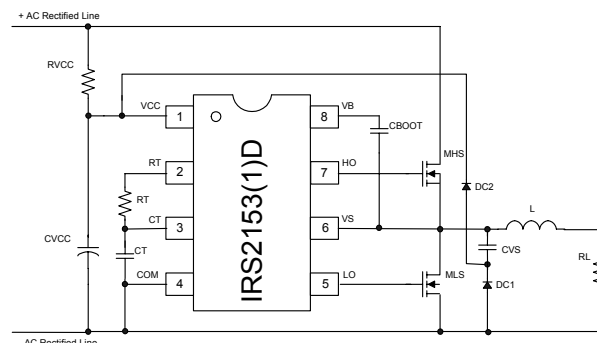 + AC Rectified Line
RVCC
VCC
1
8
VB
CBOOT
MHS
RT
2
7
HO
DC2
RT
L
CT
3
6
VS
CVCC
CT
CVS
RL
COM
4
5
LO
MLS
DC1
IRS2153(1)D
- AC Rectified Line